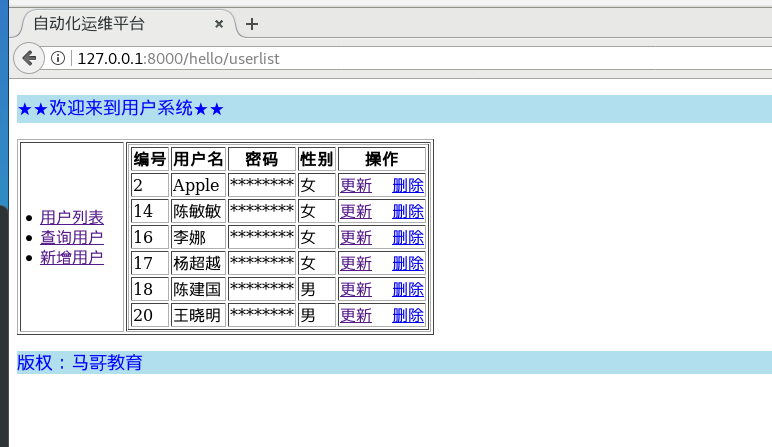 自动化运维平台
127.0.0.1:8000/hello/userlist
★★欢迎来到用户系统★★
用户列表
查询用户
新增用户
编号 用户名 密码 性别 操作
2 Apple ******** 女 更新 删除
14 陈敏敏 ******** 女 更新 删除
16 李娜 ******** 女 更新 删除
17 杨超越 ******** 女 更新 删除
18 陈建国 ******** 男 更新 删除
20 王晓明 ******** 男 更新 删除
版权：马哥教育